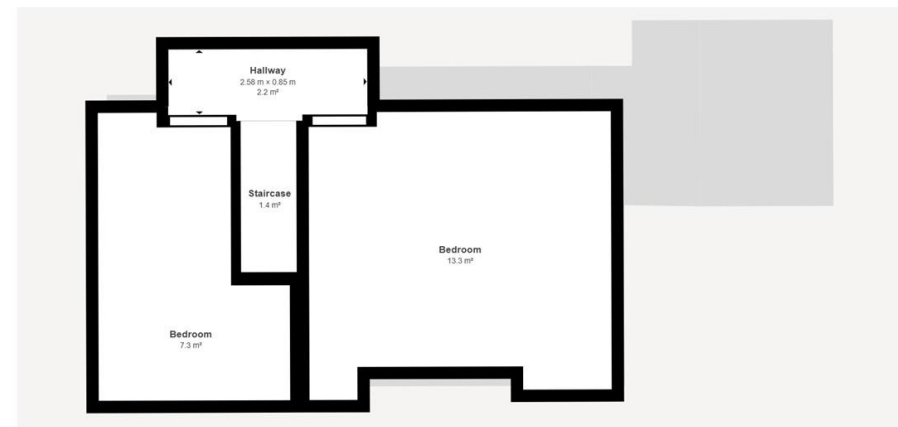 Hallway
2.58 m × 0.85 m
2.2 m²
Staircase
1.4 m²
Bedroom
13.3 m²
Bedroom
7.3 m²